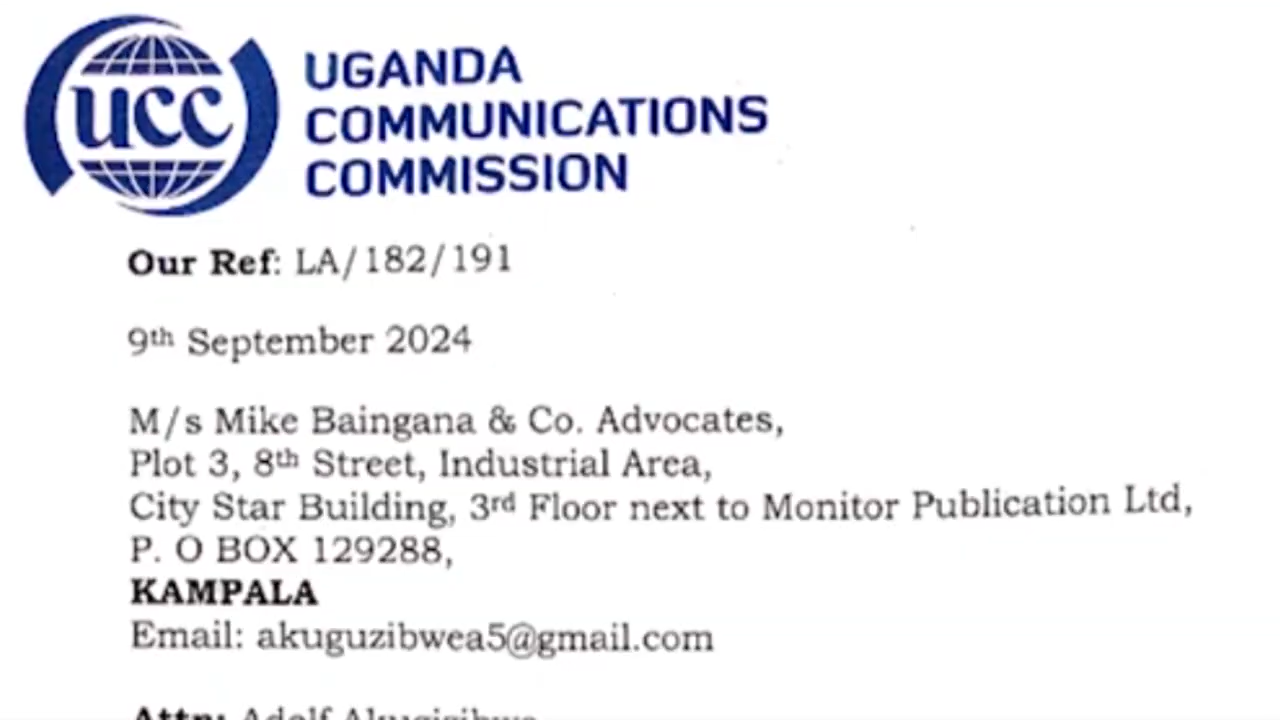 ucc
UGANDA
COMMUNICATIONS
COMMISSION
Our Ref: LA/182/191
9th September 2024
M/s Mike Baingana & Co. Advocates,
Plot 3, 8th Street, Industrial Area,
City Star Building, 3rd Floor next to Monitor Publication Ltd,
P. O BOX 129288,
KAMPALA
Email: akuguzibwea5@gmail.com
Attn: Adolf